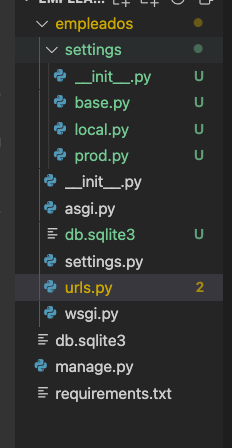 empleados
settings
__init__.py U
base.py U
local.py U
prod.py U
__init__.py
asgi.py
db.sqlite3 U
settings.py
urls.py 2
wsgi.py
db.sqlite3
manage.py
requirements.txt